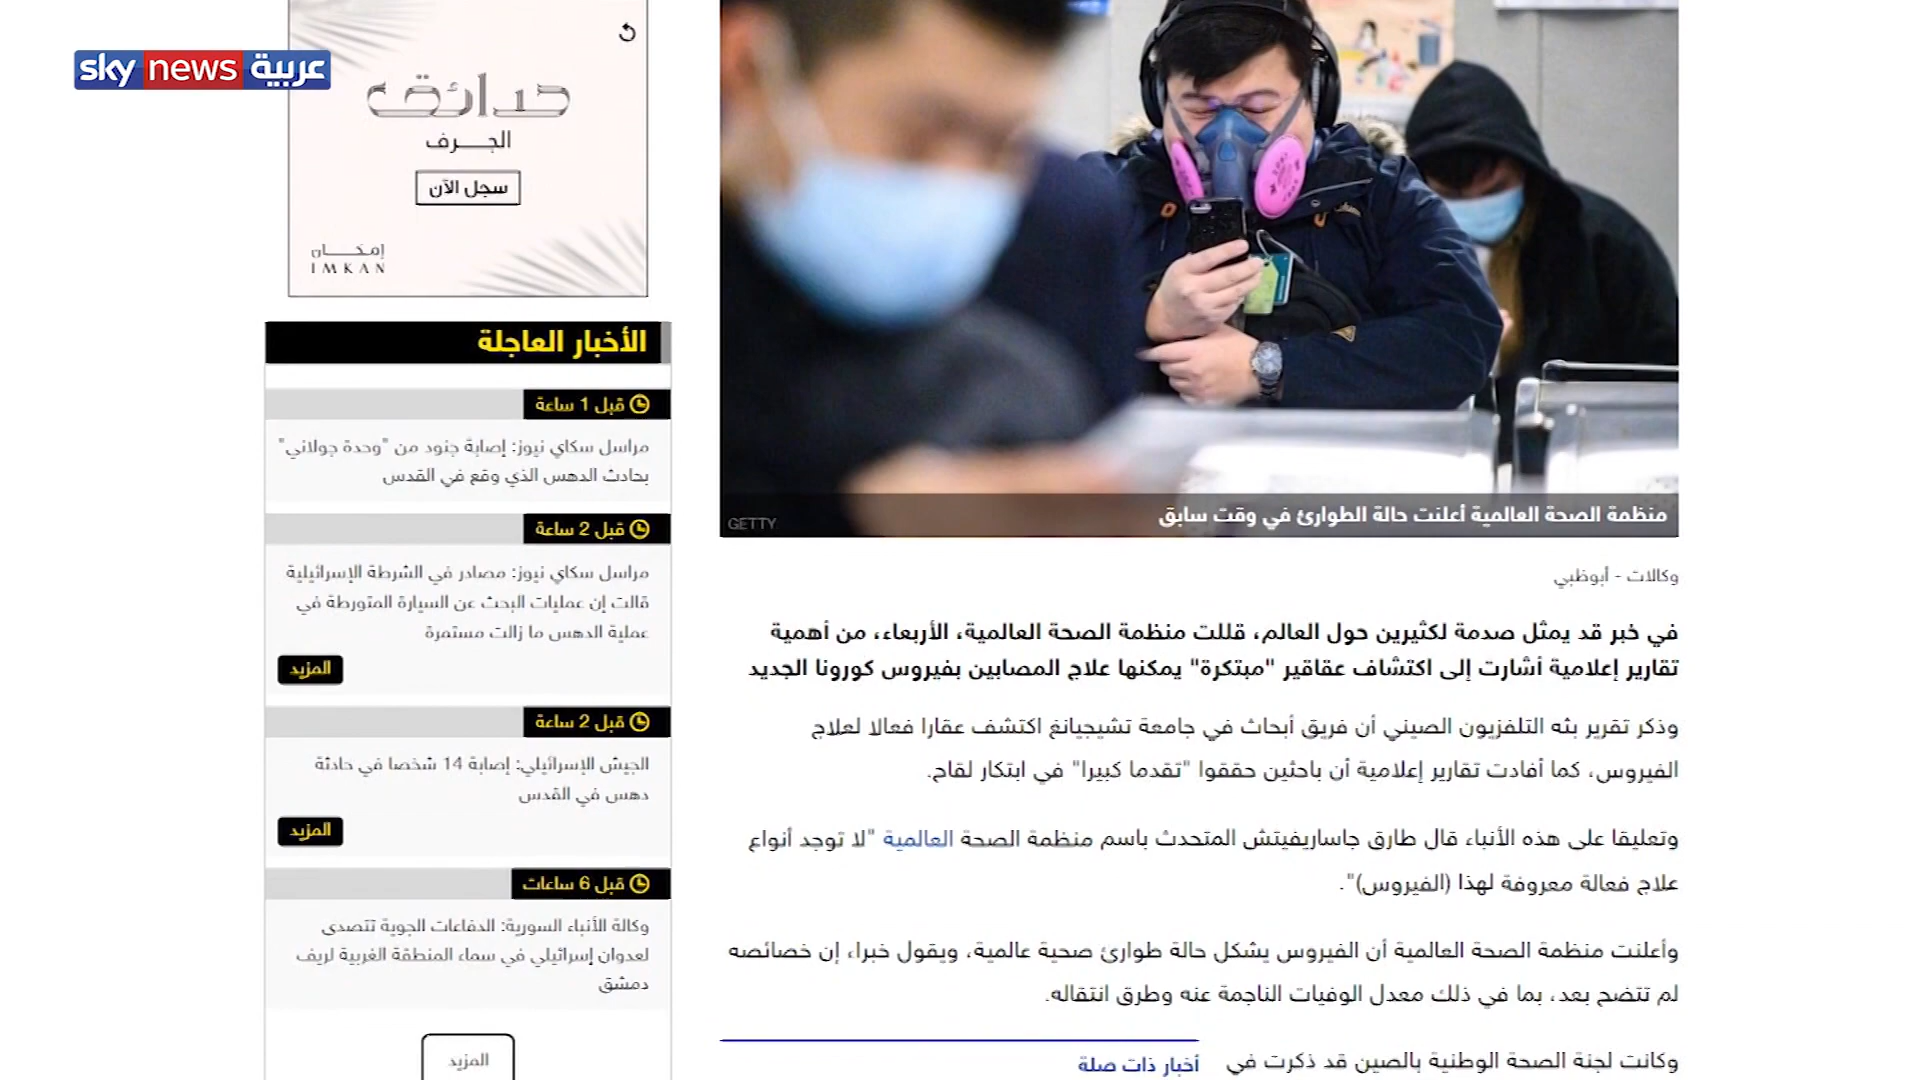 sky news عربية
حدائق
الجرف
سجل الآن
إمكان
IMKAN
GETTY
منظمة الصحة العالمية أعلنت حالة الطوارئ في وقت سابق
وكالات - أبوظبي
في خبر قد يمثل صدمة لكثيرين حول العالم، قللت منظمة الصحة العالمية، الأربعاء، من أهمية
تقارير إعلامية أشارت إلى اكتشاف عقاقير "مبتكرة" يمكنها علاج المصابين بفيروس كورونا الجديد
وذكر تقرير بثه التلفزيون الصيني أن فريق أبحاث في جامعة تشيجيانغ اكتشف عقارا فعالا لعلاج
الفيروس، كما أفادت تقارير إعلامية أن باحثين حققوا "تقدما كبيرا" في ابتكار لقاح.
وتعليقا على هذه الأنباء قال طارق جاساريفيتش المتحدث باسم منظمة الصحة العالمية "لا توجد أنواع
علاج فعالة معروفة لهذا (الفيروس)".
وأعلنت منظمة الصحة العالمية أن الفيروس يشكل حالة طوارئ صحية عالمية، ويقول خبراء إن خصائصه
لم تتضح بعد، بما في ذلك معدل الوفيات الناجمة عنه وطرق انتقاله.
وكانت لجنة الصحة الوطنية بالصين قد ذكرت في
أخبار ذات صلة
الأخبار العاجلة
قبل 1 ساعة
مراسل سكاي نيوز: إصابة جنود من "وحدة جولاني"
بحادث الدهس الذي وقع في القدس
قبل 2 ساعة
مراسل سكاي نيوز: مصادر في الشرطة الإسرائيلية
قالت إن عمليات البحث عن السيارة المتورطة في
عملية الدهس ما زالت مستمرة
المزيد
قبل 2 ساعة
الجيش الإسرائيلي: إصابة 14 شخصا في حادثة
دهس في القدس
المزيد
قبل 6 ساعات
وكالة الأنباء السورية: الدفاعات الجوية تتصدى
لعدوان إسرائيلي في سماء المنطقة الغربية لريف
دمشق
المزيد